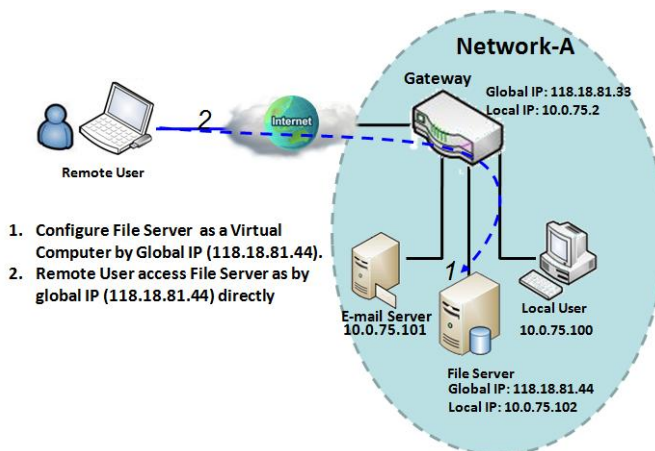 Network-A
Gateway
Global IP: 118.18.81.33
Local IP: 10.0.75.2
2
Internet
Remote User
1. Configure File Server as a Virtual
Computer by Global IP (118.18.81.44).
2. Remote User access File Server as by
global IP (118.18.81.44) directly
1
E-mail Server
10.0.75.101
Local User
10.0.75.100
File Server
Global IP: 118.18.81.44
Local IP: 10.0.75.102